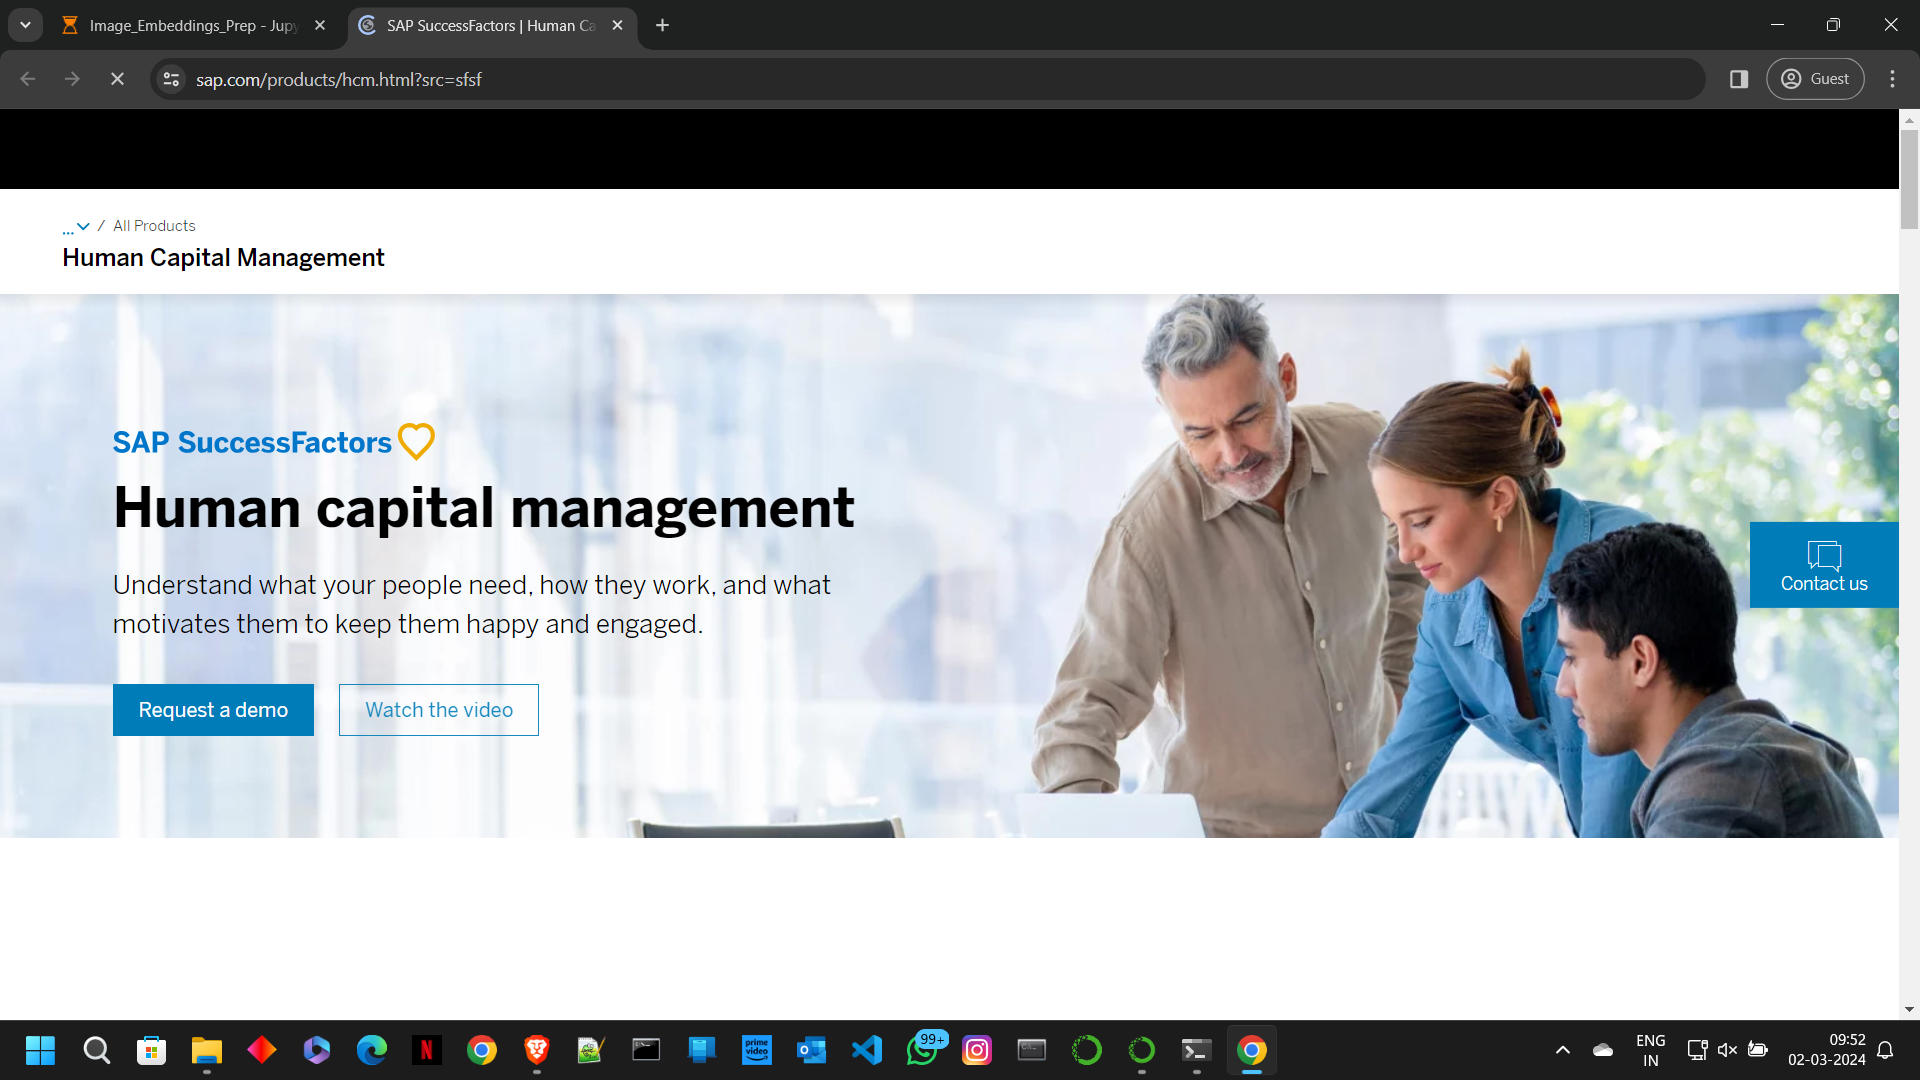 Image_Embeddings_Prep - Jupy
SAP SuccessFactors | Human Ca
sap.com/products/hcm.html?src=sfsf
Guest
... / All Products
Human Capital Management
SAP SuccessFactors
Human capital management
Understand what your people need, how they work, and what
motivates them to keep them happy and engaged.
Request a demo
Watch the video
Contact us
N
prime
video
99+
ENG
IN
09:52
02-03-2024